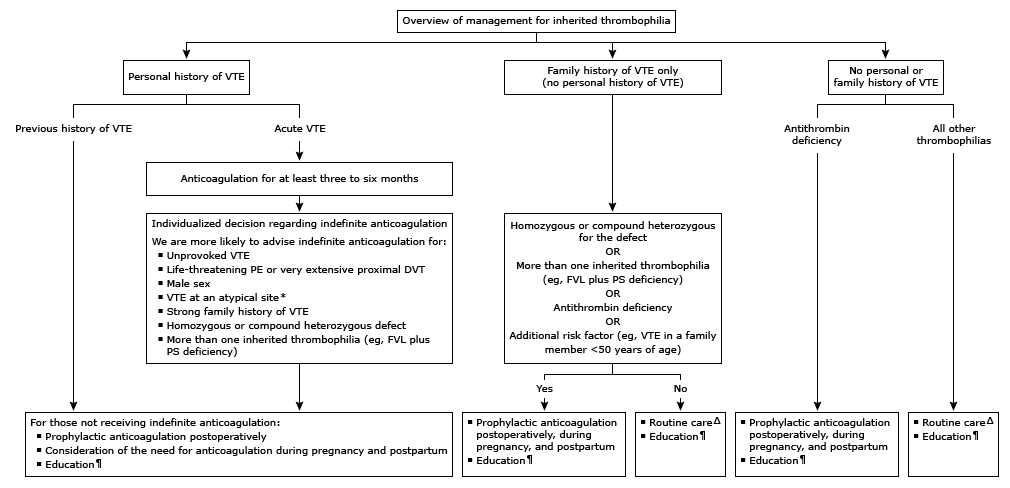 Overview of management for inherited thrombophilia
Personal history of VTE
Family history of VTE only
(no personal history of VTE)
No personal or
family history of VTE
Previous history of VTE
Acute VTE
Antithrombin
deficiency
All other
thrombophilias
Anticoagulation for at least three to six months
Individualized decision regarding indefinite anticoagulation
We are more likely to advise indefinite anticoagulation for:
▪ Unprovoked VTE
▪ Life-threatening PE or very extensive proximal DVT
▪ Male sex
▪ VTE at an atypical site*
▪ Strong family history of VTE
▪ Homozygous or compound heterozygous defect
▪ More than one inherited thrombophilia (eg, FVL plus
PS deficiency)
Homozygous or compound heterozygous
for the defect
OR
More than one inherited thrombophilia
(eg, FVL plus PS deficiency)
OR
Antithrombin deficiency
OR
Additional risk factor (eg, VTE in a family
member <50 years of age)
Yes
No
For those not receiving indefinite anticoagulation:
▪ Prophylactic anticoagulation postoperatively
▪ Consideration of the need for anticoagulation during pregnancy and postpartum
▪ Education¶
▪ Prophylactic anticoagulation
postoperatively, during
pregnancy, and postpartum
▪ Education¶
▪ Routine careΔ
▪ Education¶
▪ Prophylactic anticoagulation
postoperatively, during
pregnancy, and postpartum
▪ Education¶
▪ Routine careΔ
▪ Education¶